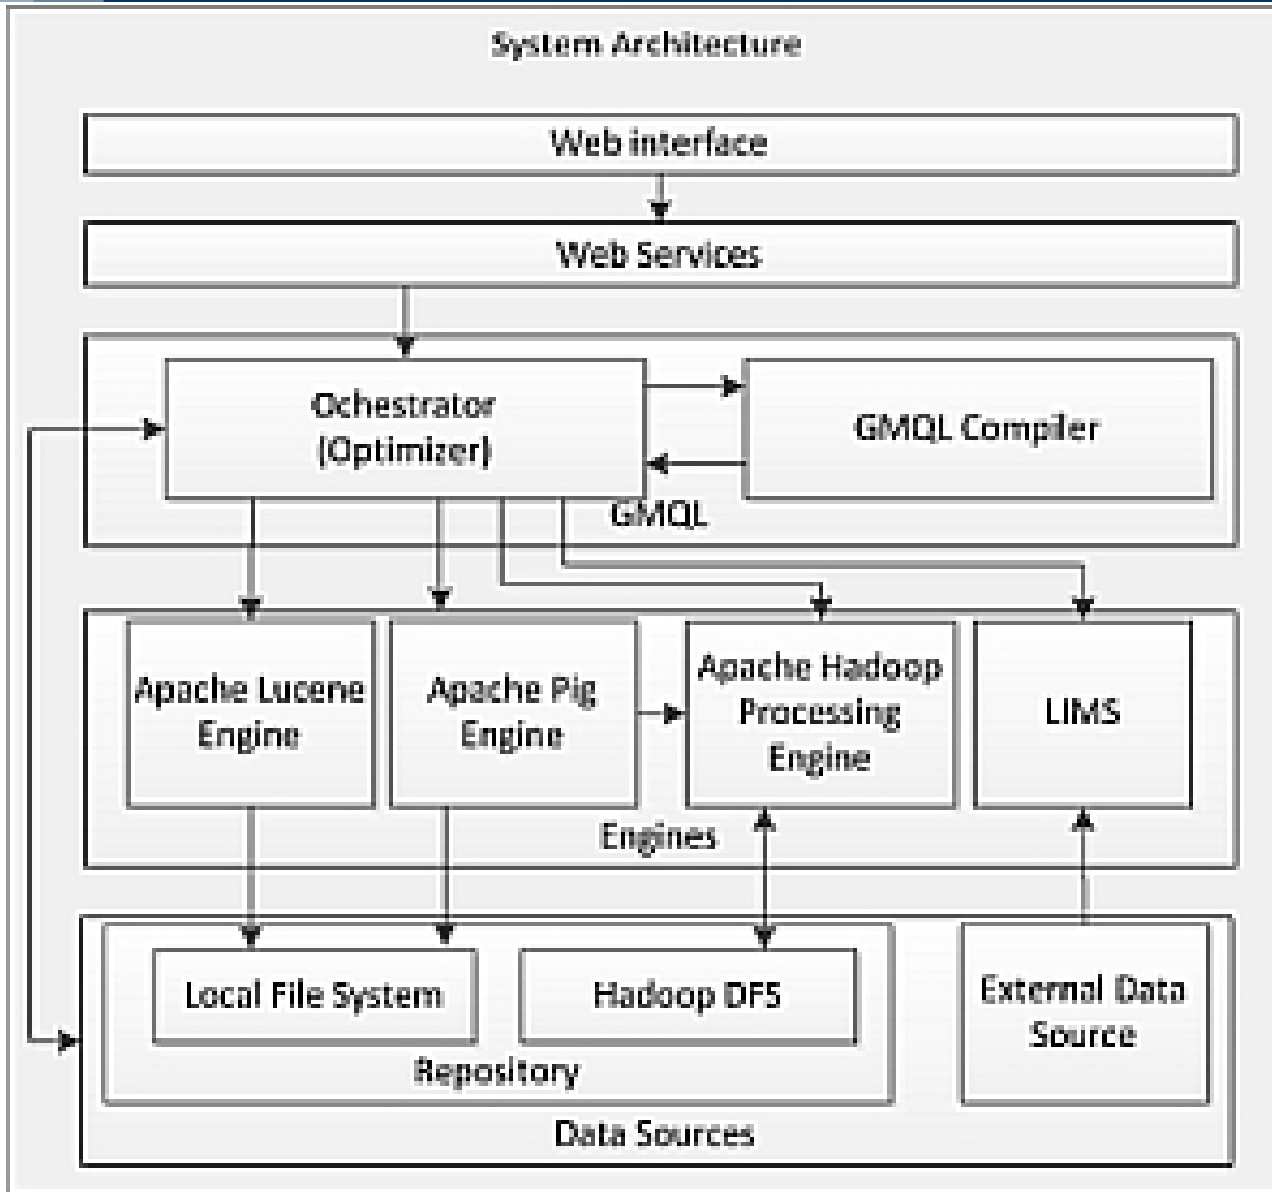 System Architecture
Web interface
Web Services
Ochestrator
(Optimizer)
GMQL Compiler
GMQL
Apache Lucene
Engine
Apache Pig
Engine
Apache Hadoop
Processing
Engine
LIMS
Engines
Local File System
Hadoop DFS
External Data
Source
Repository
Data Sources